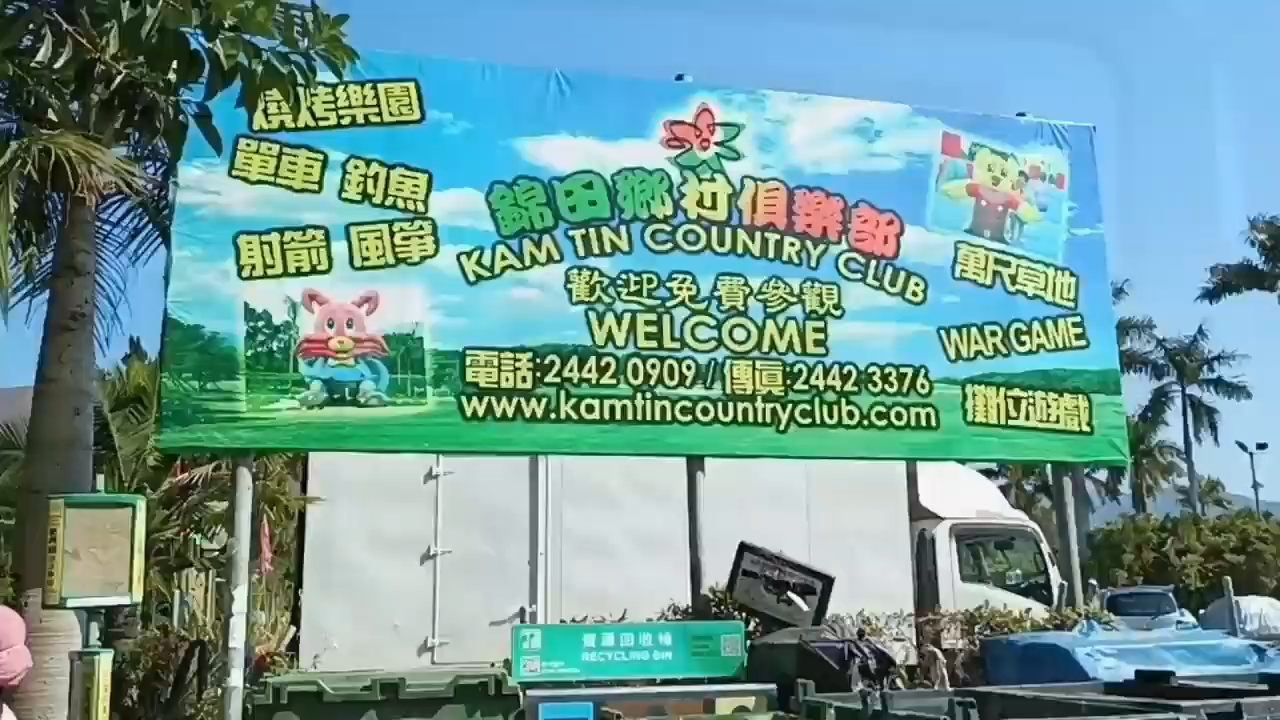 燒烤樂園
單車 釣魚
射箭 風箏
錦田鄉村俱樂部
KAM TIN COUNTRY CLUB
歡迎免費參觀
WELCOME
電話:2442 0909 / 傳真:2442 3376
www.kamtincountryclub.com
萬尺草地
WAR GAME
攤位遊戲
資源回收箱
RECYCLING BIN